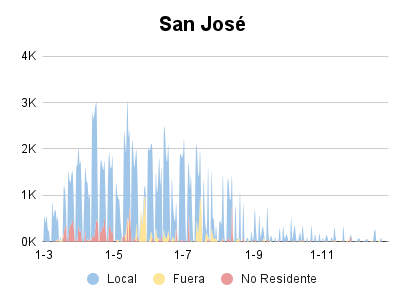 San José
4K
3K
2K
1K
0K
1-3 1-5 1-7 1-9 1-11
Local Fuera No Residente